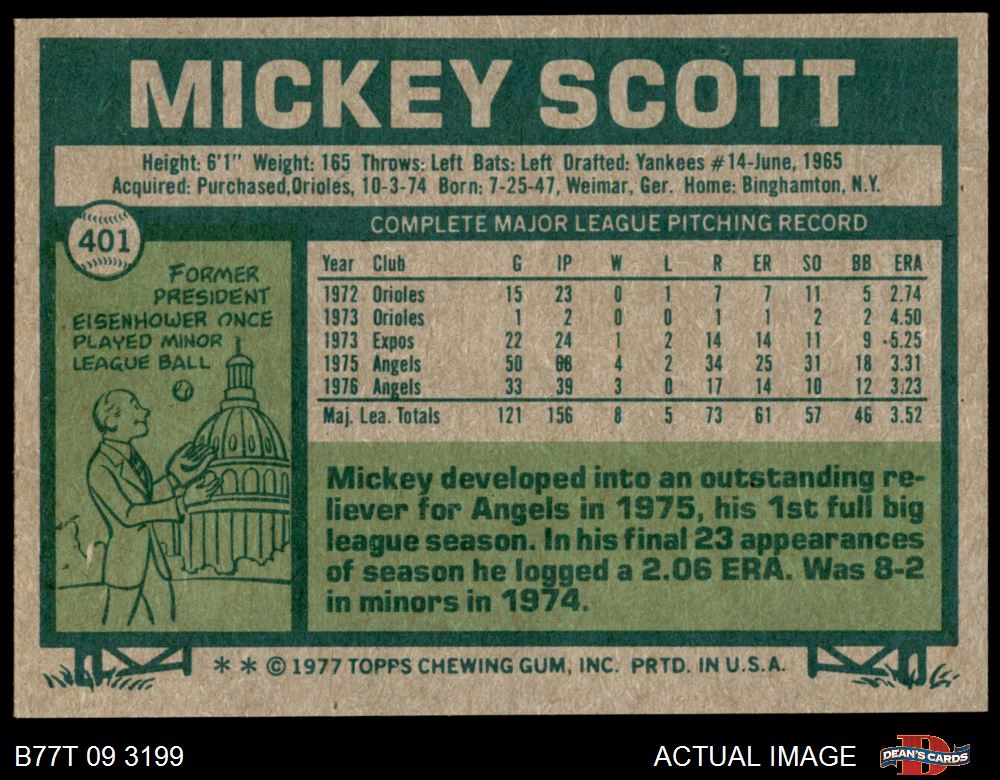 MICKEY SCOTT
Height: 6'1" Weight: 165 Throws: Left Bats: Left Drafted: Yankees #14-June, 1965
Acquired: Purchased,Orioles, 10-3-74 Born: 7-25-47, Weimar, Ger. Home: Binghamton, N.Y.
401
COMPLETE MAJOR LEAGUE PITCHING RECORD
FORMER
PRESIDENT
EISENHOWER ONCE
PLAYED MINOR
LEAGUE BALL
Year Club G IP W L R ER SO BB ERA
1972 Orioles 15 23 0 1 7 7 11 5 2.74
1973 Orioles 1 2 0 0 1 1 2 2 4.50
1973 Expos 22 24 1 2 14 14 11 9 5.25
1975 Angels 50 68 4 2 34 25 31 18 3.31
1976 Angels 33 39 3 0 17 14 10 12 3.23
Maj. Lea. Totals 121 156 8 5 73 61 57 46 3.52
Mickey developed into an outstanding re-
liever for Angels in 1975, his 1st full big
league season. In his final 23 appearances
of season he logged a 2.06 ERA. Was 8-2
in minors in 1974.
* * © 1977 TOPPS CHEWING GUM, INC. PRTD. IN U.S.A.
B77T 09 3199
ACTUAL IMAGE
D
DEAN'S CARDS